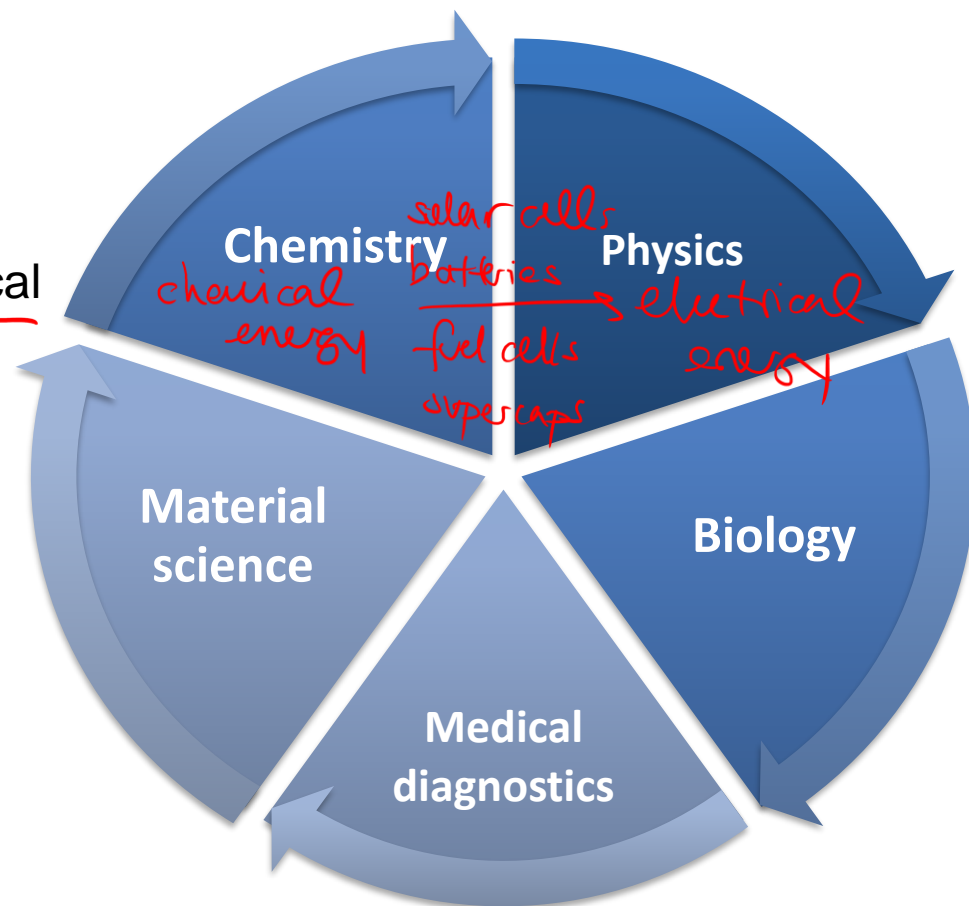 solar cells
Chemistry
Physics
cal
batteries
chemical
electrical
energy
fuel cells
energy
supercaps
Material
science
Biology
Medical
diagnostics